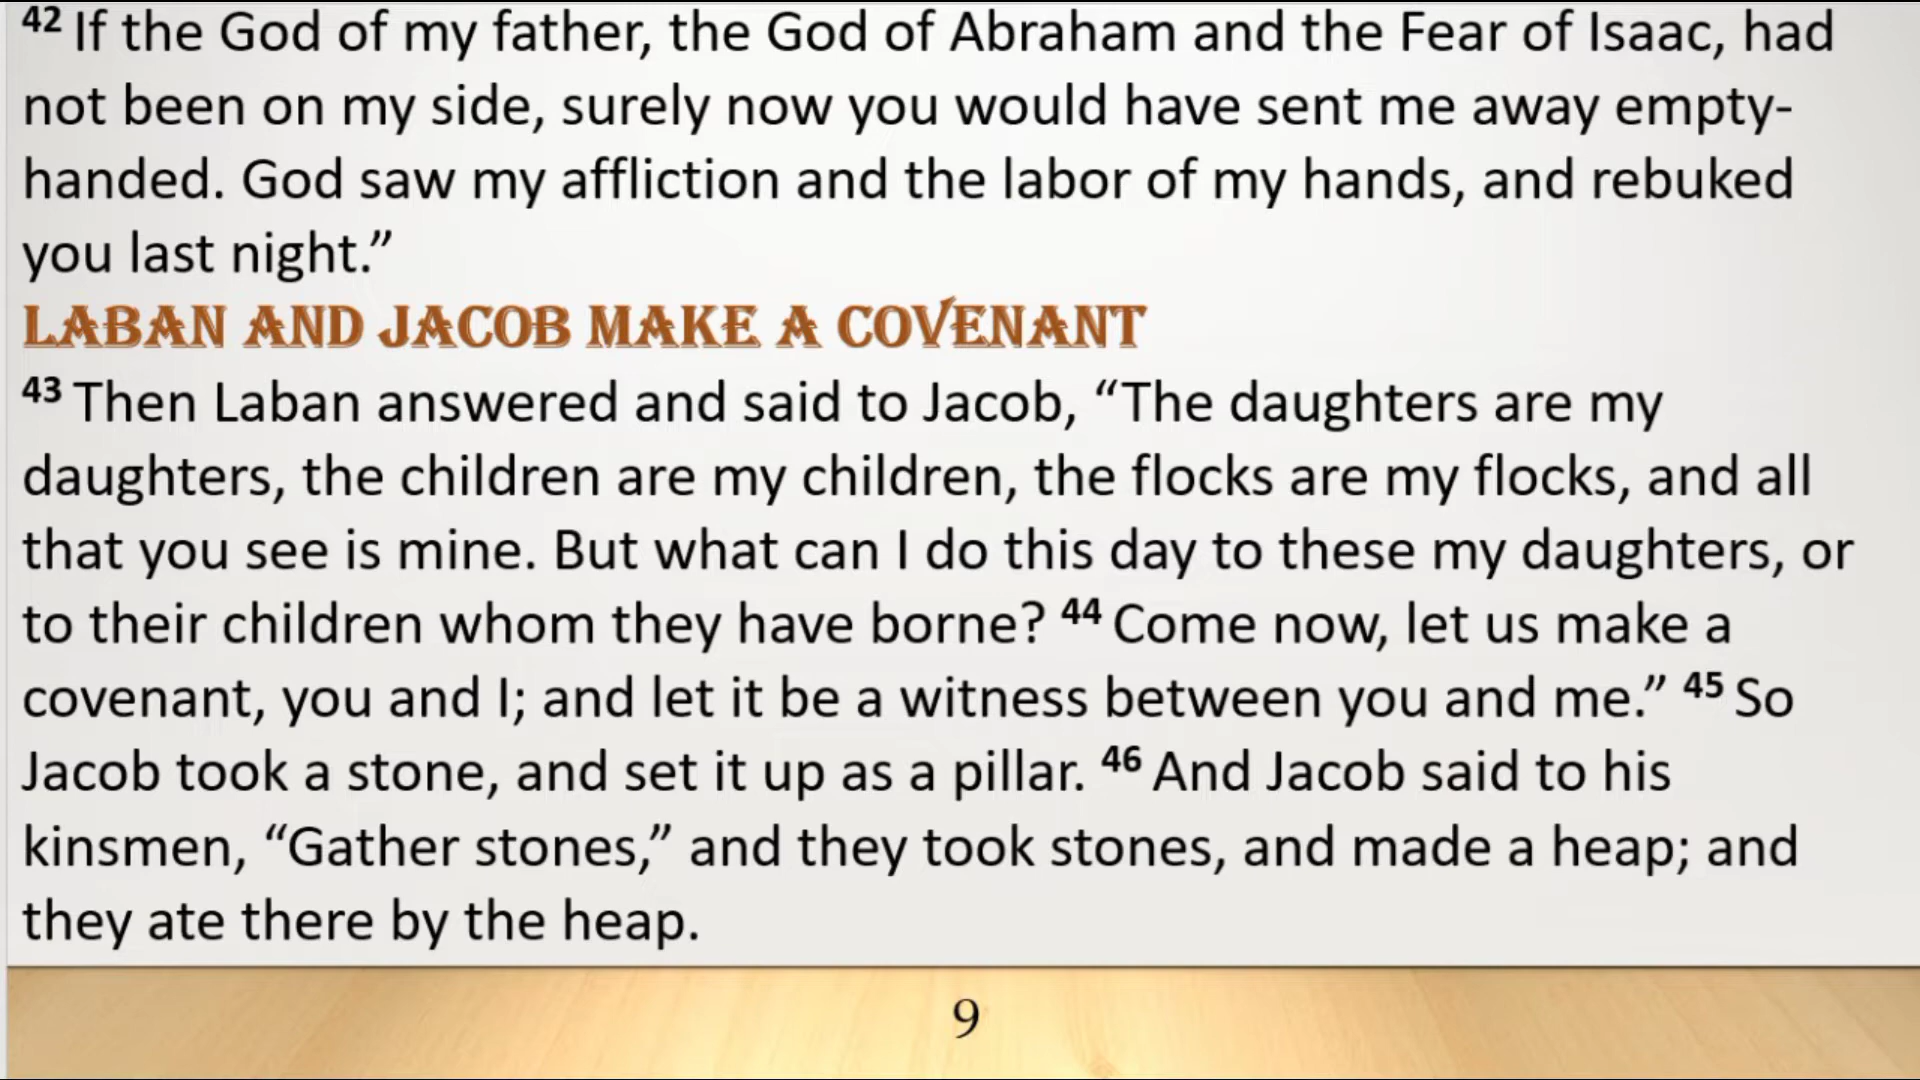 42 If the God of my father, the God of Abraham and the Fear of Isaac, had
not been on my side, surely now you would have sent me away empty-
handed. God saw my affliction and the labor of my hands, and rebuked
you last night.”
LABAN AND JACOB MAKE A COVENANT
43 Then Laban answered and said to Jacob, “The daughters are my
daughters, the children are my children, the flocks are my flocks, and all
that you see is mine. But what can I do this day to these my daughters, or
to their children whom they have borne? 44 Come now, let us make a
covenant, you and I; and let it be a witness between you and me.” 45 So
Jacob took a stone, and set it up as a pillar. 46 And Jacob said to his
kinsmen, “Gather stones,” and they took stones, and made a heap; and
they ate there by the heap.
9